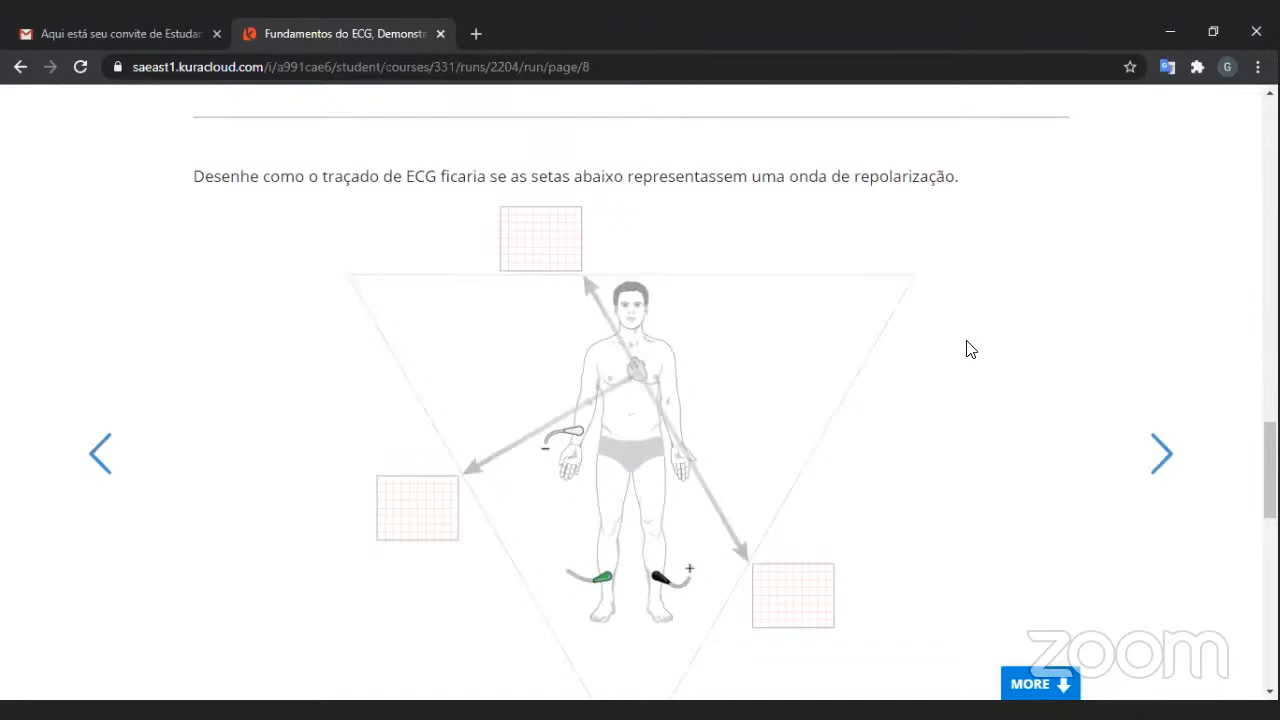 Aqui está seu convite de Estudan
Fundamentos do ECG, Demonstr
saeast1.kuracloud.com/i/a991cae6/student/courses/331/runs/2204/run/page/8
G
Desenhe como o traçado de ECG ficaria se as setas abaixo representassem uma onda de repolarização.
-
+
zoom
MORE